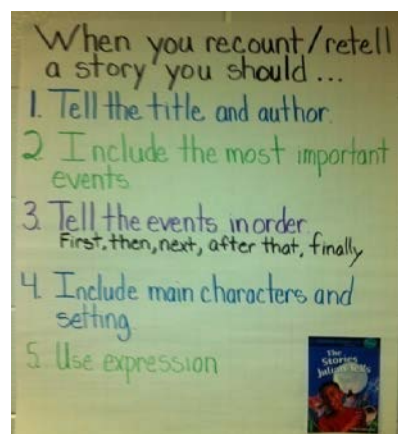 When you recount/retell
a story you should...
1. Tell the title and author.
2 Include the most important
events
3. Tell the events in order.
First, then, next, after that, finally
4. Include main characters and
setting
5. Use expression
The
Stories
Julian Tells